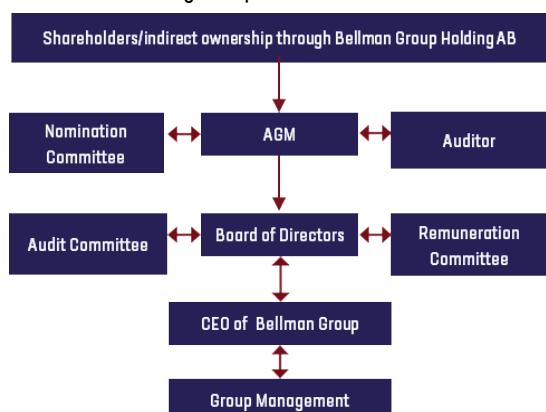 Shareholders/indirect ownership through Bellman Group Holding AB
Nomination
Committee
AGM
Auditor
Audit Committee
Board of Directors
Remuneration
Committee
CEO of Bellman Group
Group Management